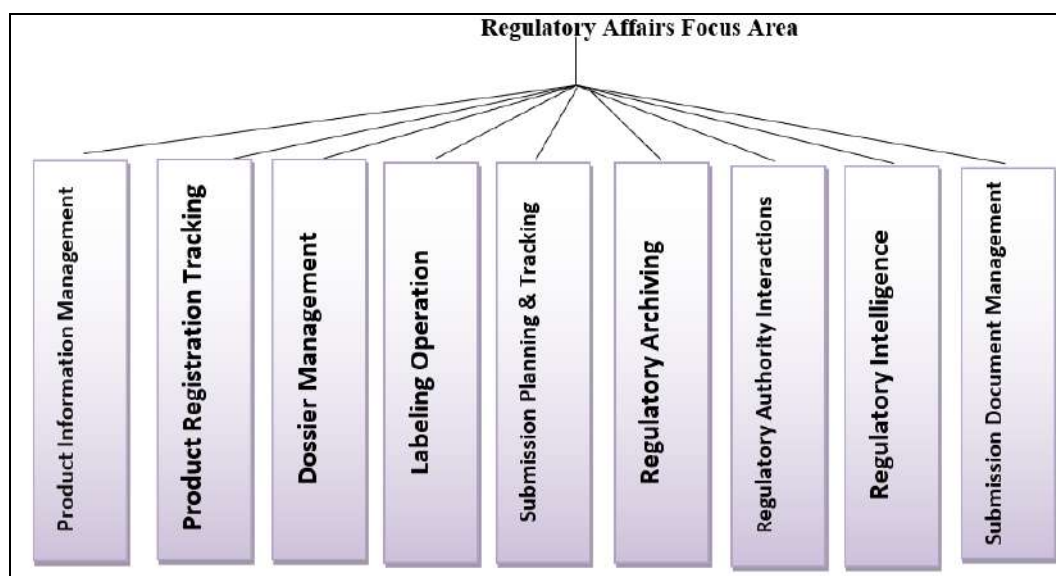 Regulatory Affairs Focus Area
Product Information Management
Product Registration Tracking
Dossier Management
Labeling Operation
Submission Planning & Tracking
Regulatory Archiving
Regulatory Authority Interactions
Regulatory Intelligence
Submission Document Management